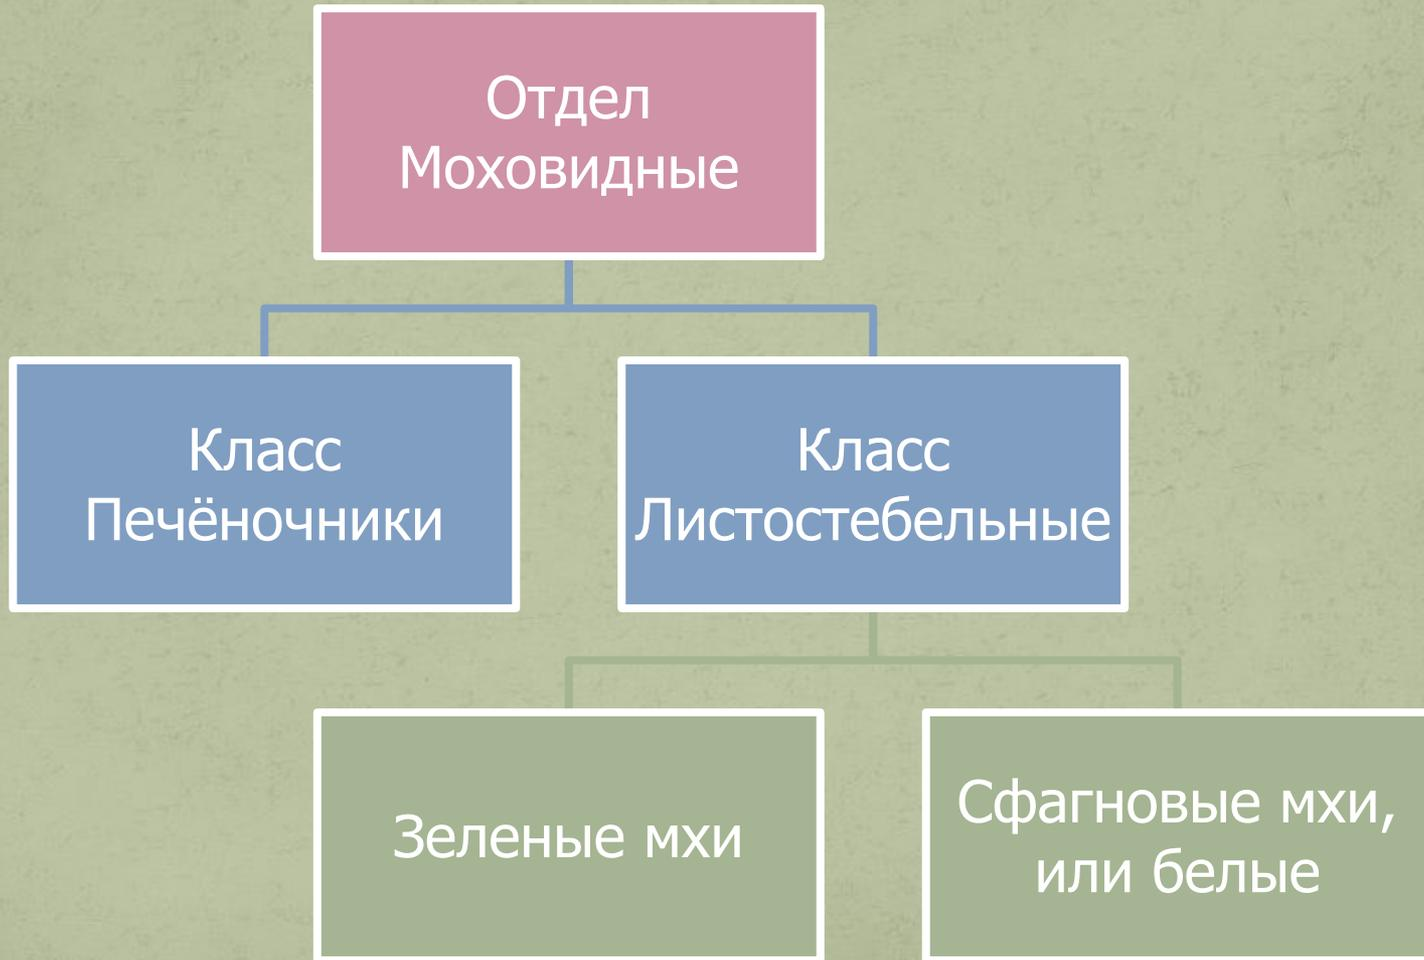 Отдел
Моховидные
Класс
Печёночники
Класс
Листостебельные
Зеленые мхи
Сфагновые мхи,
или белые